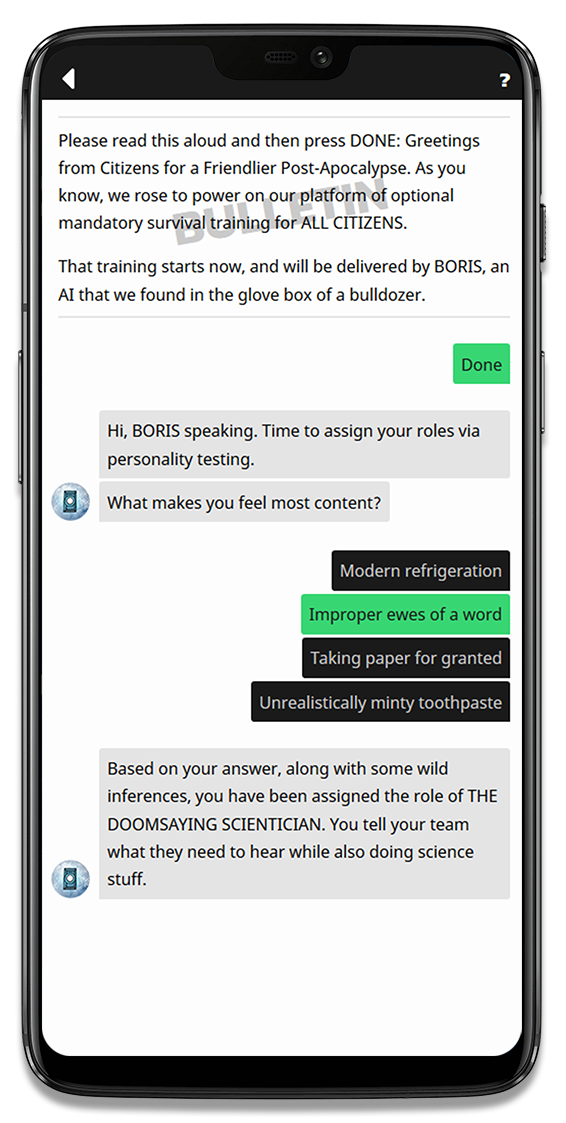 ?
Please read this aloud and then press DONE: Greetings
from Citizens for a Friendlier Post-Apocalypse. As you
know, we rose to power on our platform of optional
mandatory survival training for ALL CITIZENS.
BULLETIN
That training starts now, and will be delivered by BORIS, an
AI that we found in the glove box of a bulldozer.
Done
Hi, BORIS speaking. Time to assign your roles via
personality testing.
What makes you feel most content?
Modern refrigeration
Improper ewes of a word
Taking paper for granted
Unrealistically minty toothpaste
Based on your answer, along with some wild
inferences, you have been assigned the role of THE
DOOMSAYING SCIENTICIAN. You tell your team
what they need to hear while also doing science
stuff.